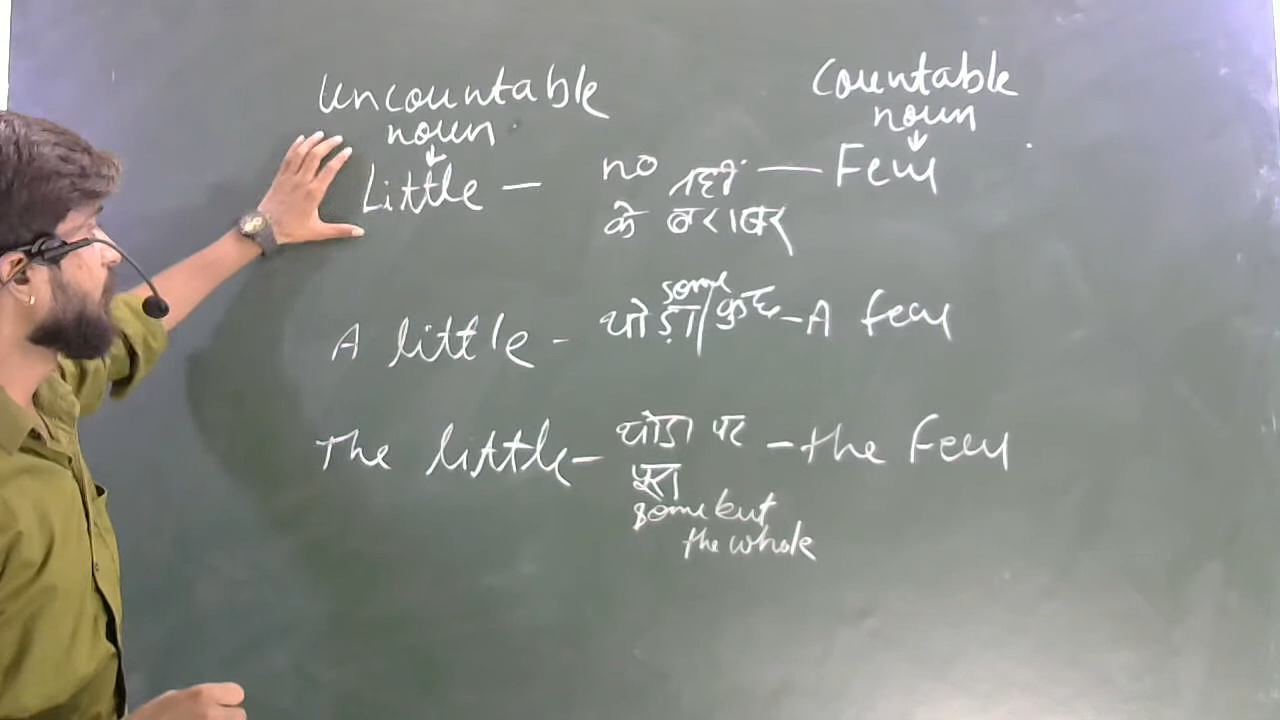 Uncountable noun
Countable noun
Little — no नहीं के बराबर — Few
A little - थोड़ा/some कुछ - A few
The little - थोडा पर पूरा - the Few
some but the whole